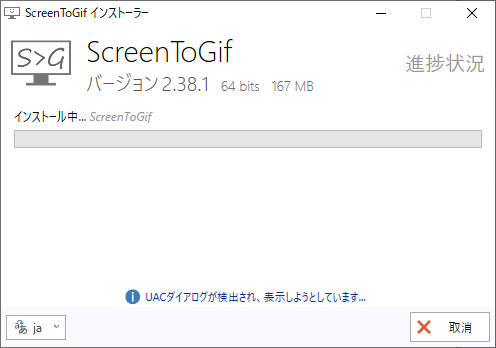 ScreenToGif インストーラー
S>G
ScreenToGif
バージョン 2.38.1 64 bits 167 MB
進捗状況
インストール中... ScreenToGif
UACダイアログが検出され、表示しようとしています...
あ ja
取消